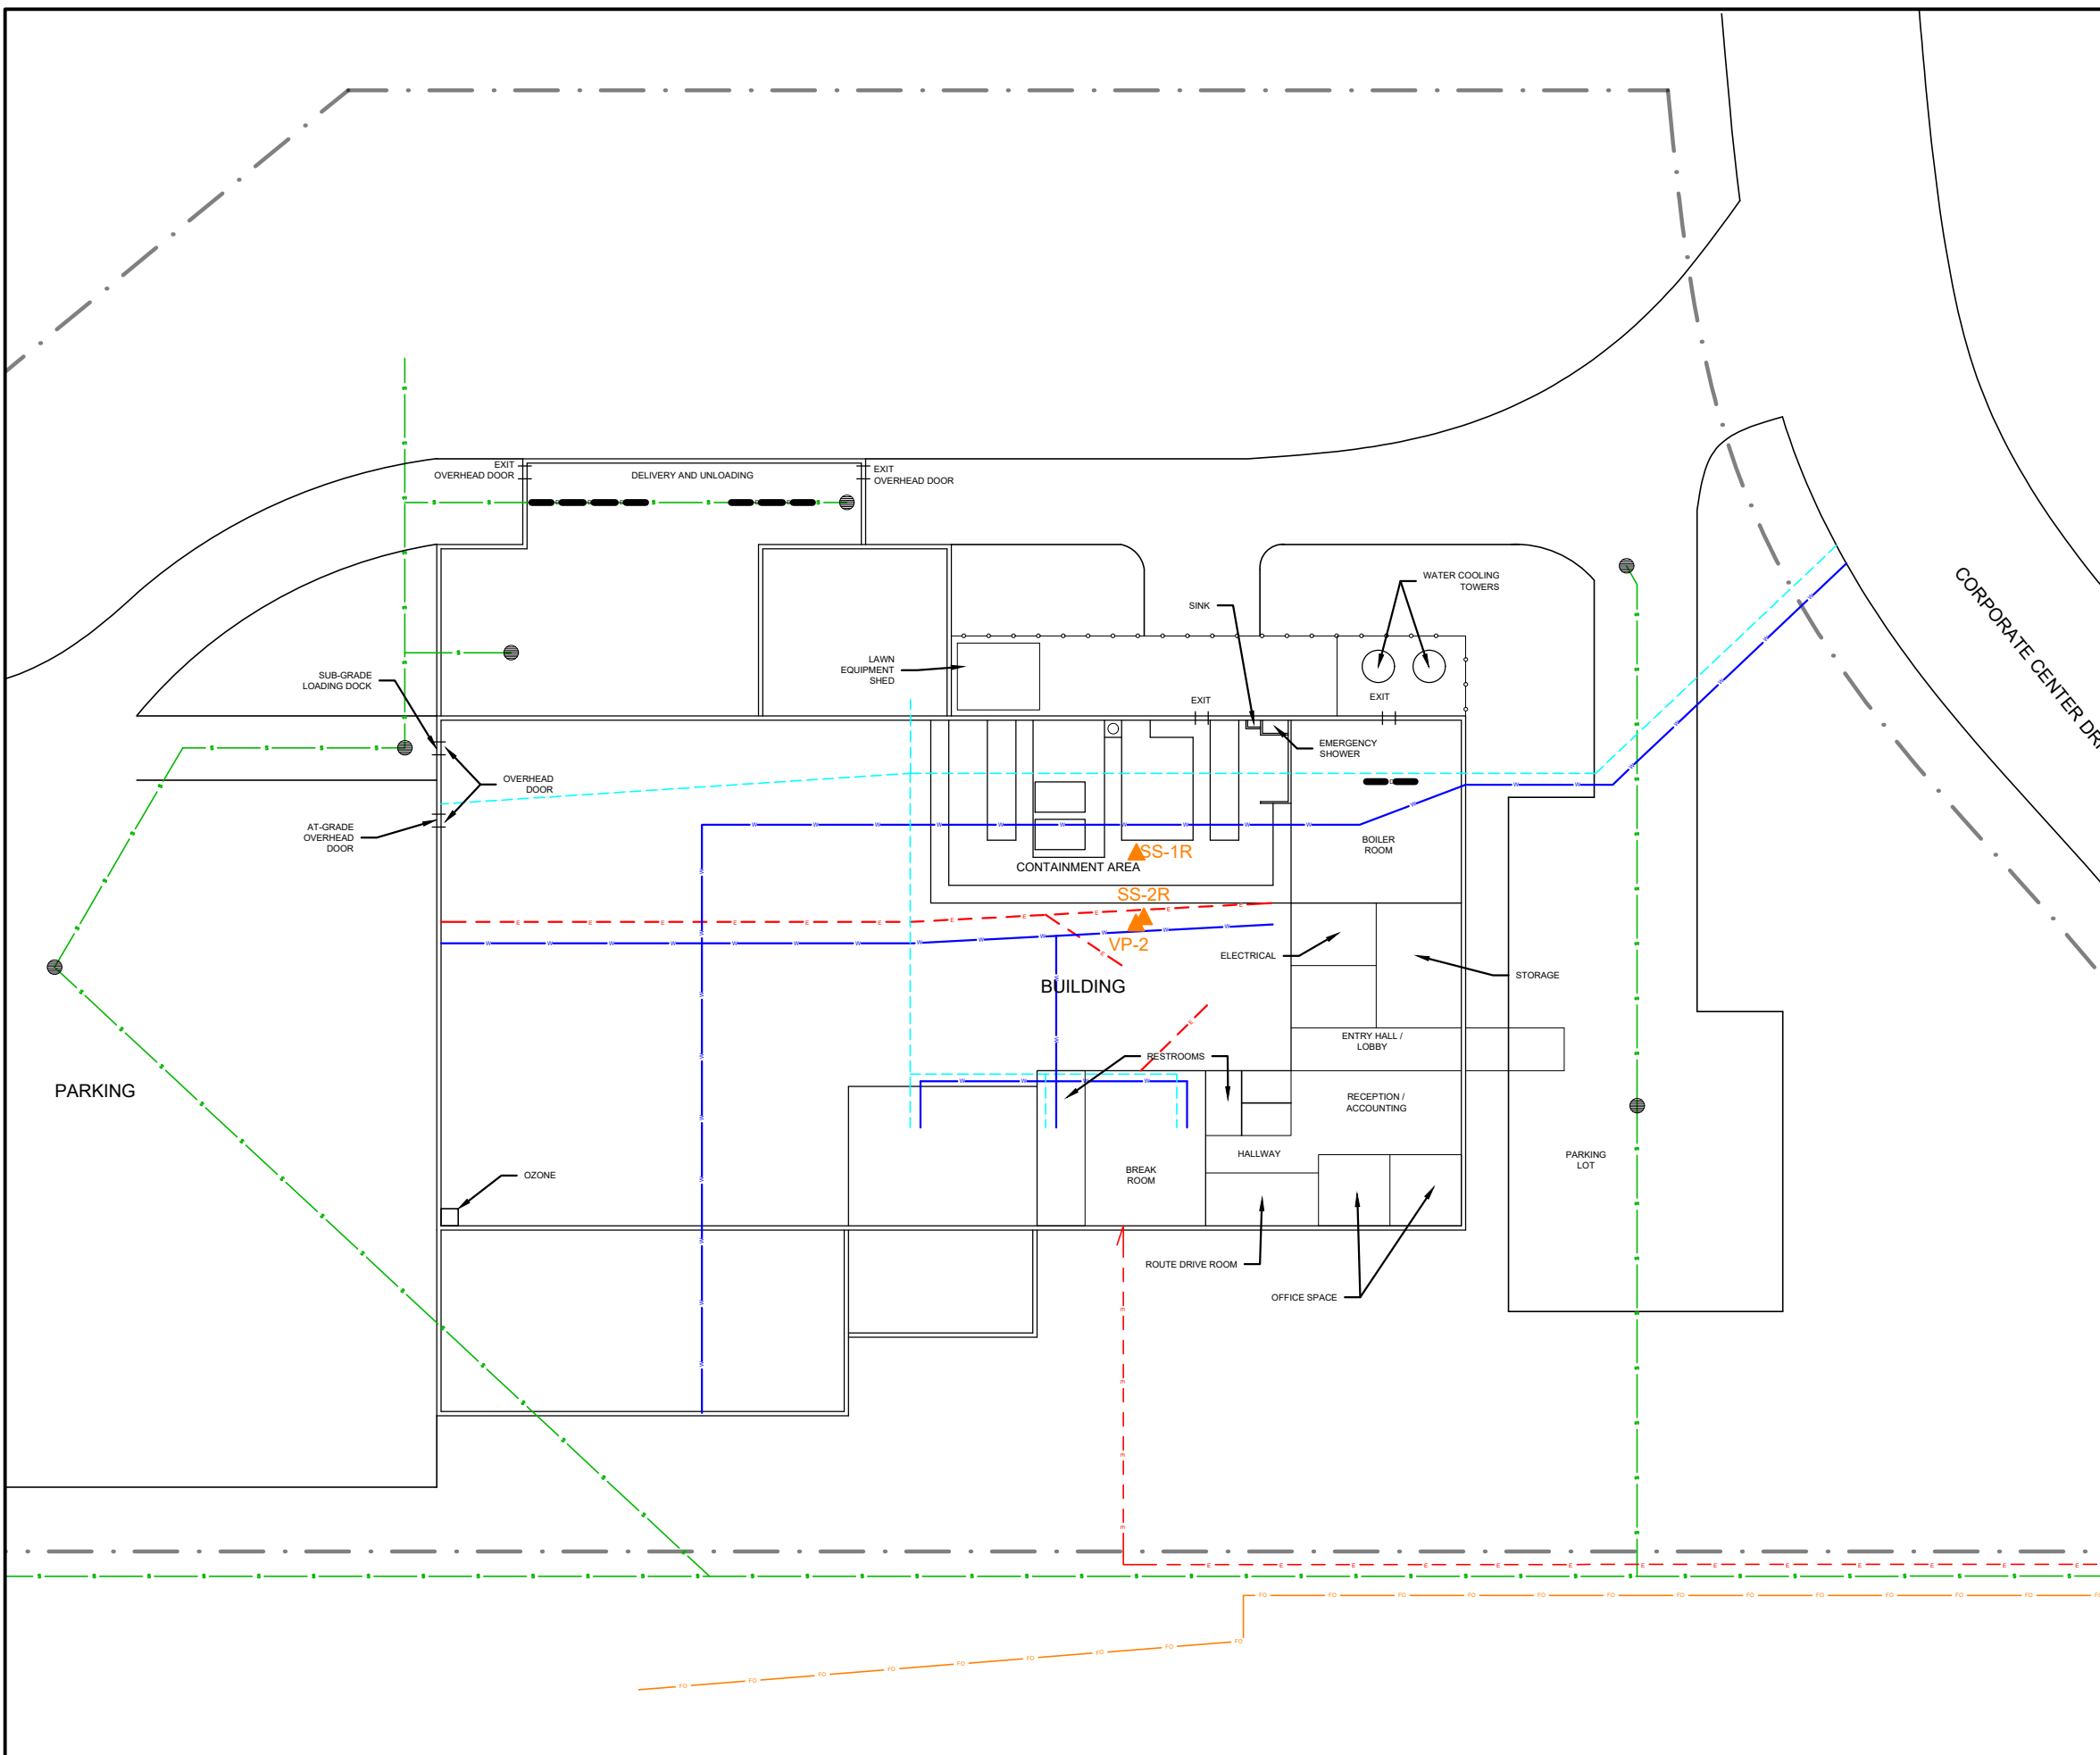 EXIT
OVERHEAD DOOR
DELIVERY AND UNLOADING
EXIT
OVERHEAD DOOR
WATER COOLING
TOWERS
SINK
CORPORATE CENTER
LAWN
EQUIPMENT
SHED
SUB-GRADE
LOADING DOCK
EXIT
EXIT
EMERGENCY
SHOWER
OVERHEAD
DOOR
AT-GRADE
OVERHEAD
DOOR
BOILER
ROOM
SS-1R
CONTAINMENT AREA
SS-2R
VP-2
ELECTRICAL
STORAGE
BUILDING
ENTRY HALL /
LOBBY
RESTROOMS
PARKING
RECEPTION /
ACCOUNTING
HALLWAY
PARKING
LOT
BREAK
ROOM
OZONE
ROUTE DRIVE ROOM
OFFICE SPACE